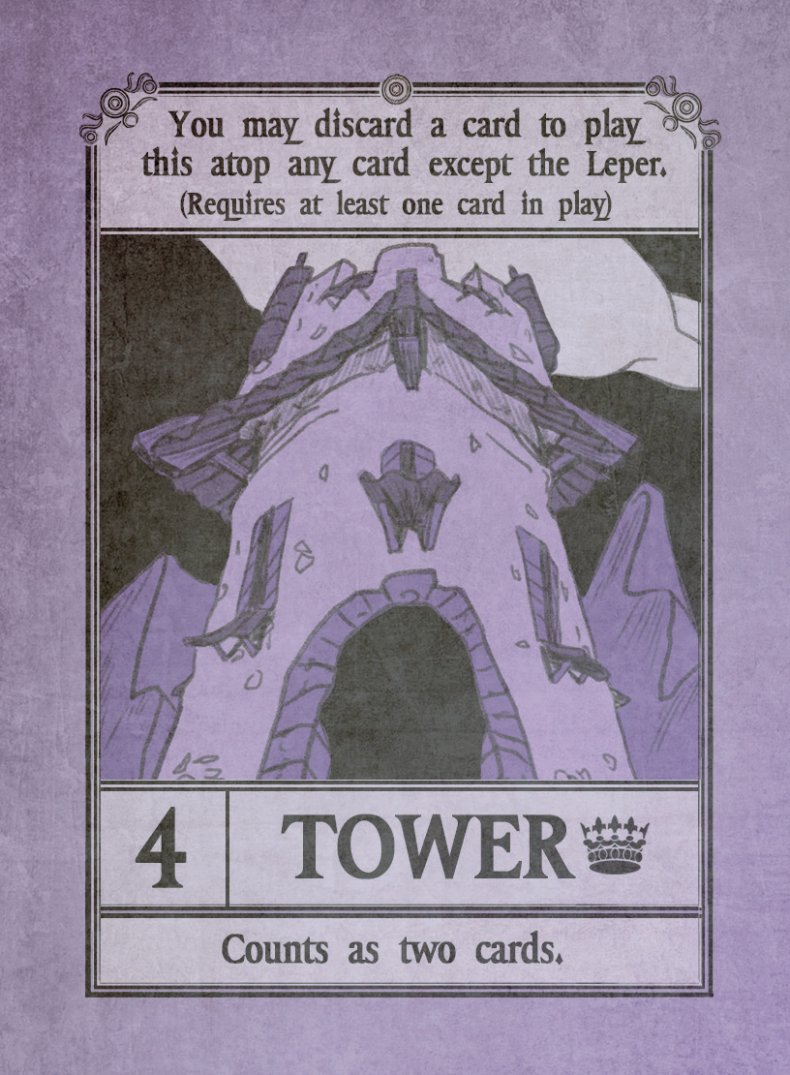 You may discard a card to play
this atop any card except the Leper.
(Requires at least one card in play)
4 TOWER
Counts as two cards.